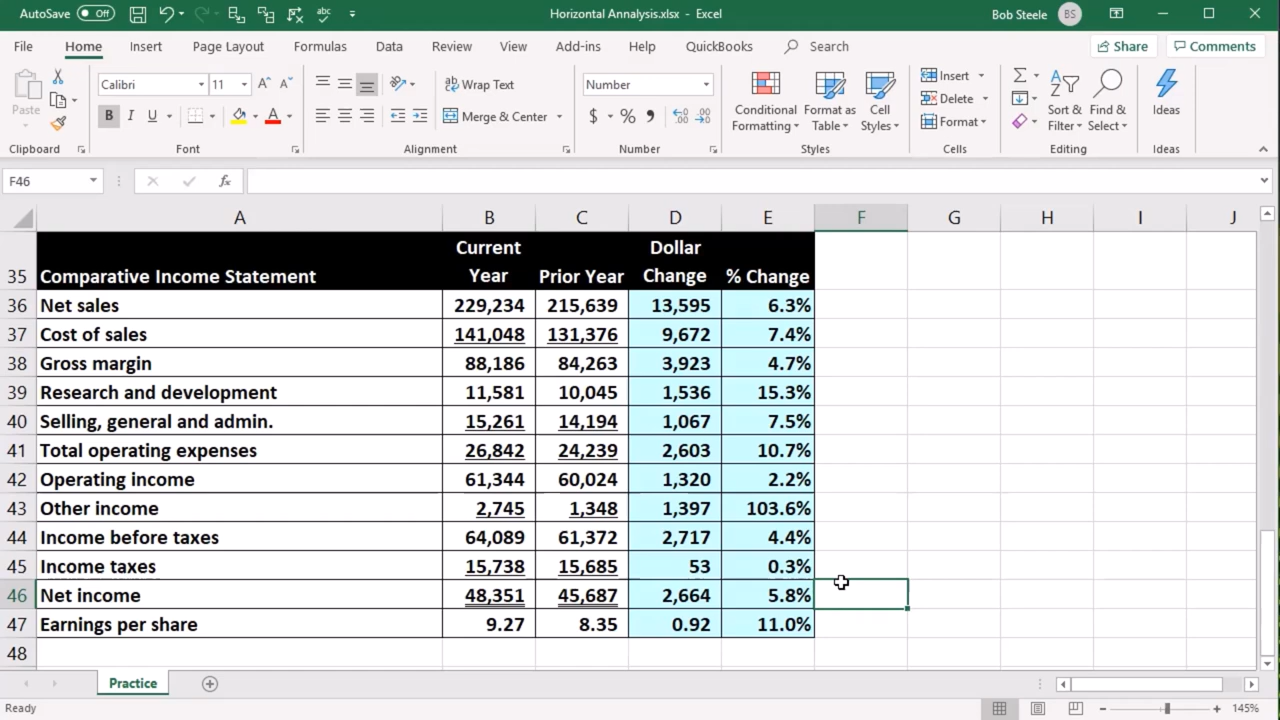 AutoSave Off Horizontal Annalysis.xlsx - Excel Bob Steele BS
File Home Insert Page Layout Formulas Data Review View Add-ins Help QuickBooks Search Share Comments
Paste Calibri 11 A A Wrap Text Number Conditional Formatting Format as Table Cell Styles Insert Delete Format Sort & Filter Find & Select Ideas
B I U A Merge & Center $ % ,
Clipboard Font Alignment Number Styles Cells Editing Ideas
F46 fx
A B C D E F G H I J
35 Comparative Income Statement Current Year Prior Year Dollar Change % Change
36 Net sales 229,234 215,639 13,595 6.3%
37 Cost of sales 141,048 131,376 9,672 7.4%
38 Gross margin 88,186 84,263 3,923 4.7%
39 Research and development 11,581 10,045 1,536 15.3%
40 Selling, general and admin. 15,261 14,194 1,067 7.5%
41 Total operating expenses 26,842 24,239 2,603 10.7%
42 Operating income 61,344 60,024 1,320 2.2%
43 Other income 2,745 1,348 1,397 103.6%
44 Income before taxes 64,089 61,372 2,717 4.4%
45 Income taxes 15,738 15,685 53 0.3%
46 Net income 48,351 45,687 2,664 5.8%
47 Earnings per share 9.27 8.35 0.92 11.0%
48
Practice
Ready 145%